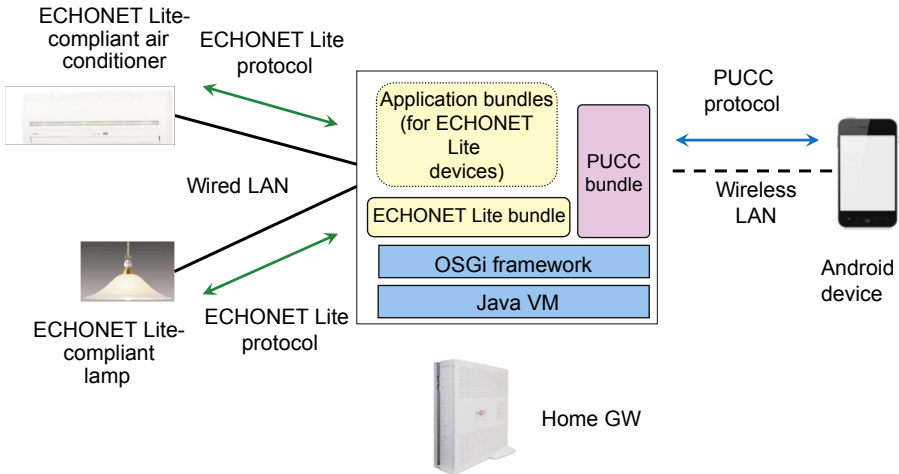 ECHONET Lite-
compliant air
conditioner
ECHONET Lite
protocol
Wired LAN
ECHONET Lite
protocol
ECHONET Lite-
compliant
lamp
Application bundles
(for ECHONET
Lite
devices)
ECHONET Lite bundle
PUCC
bundle
OSGi framework
Java VM
PUCC
protocol
Wireless
LAN
Android
device
Home GW